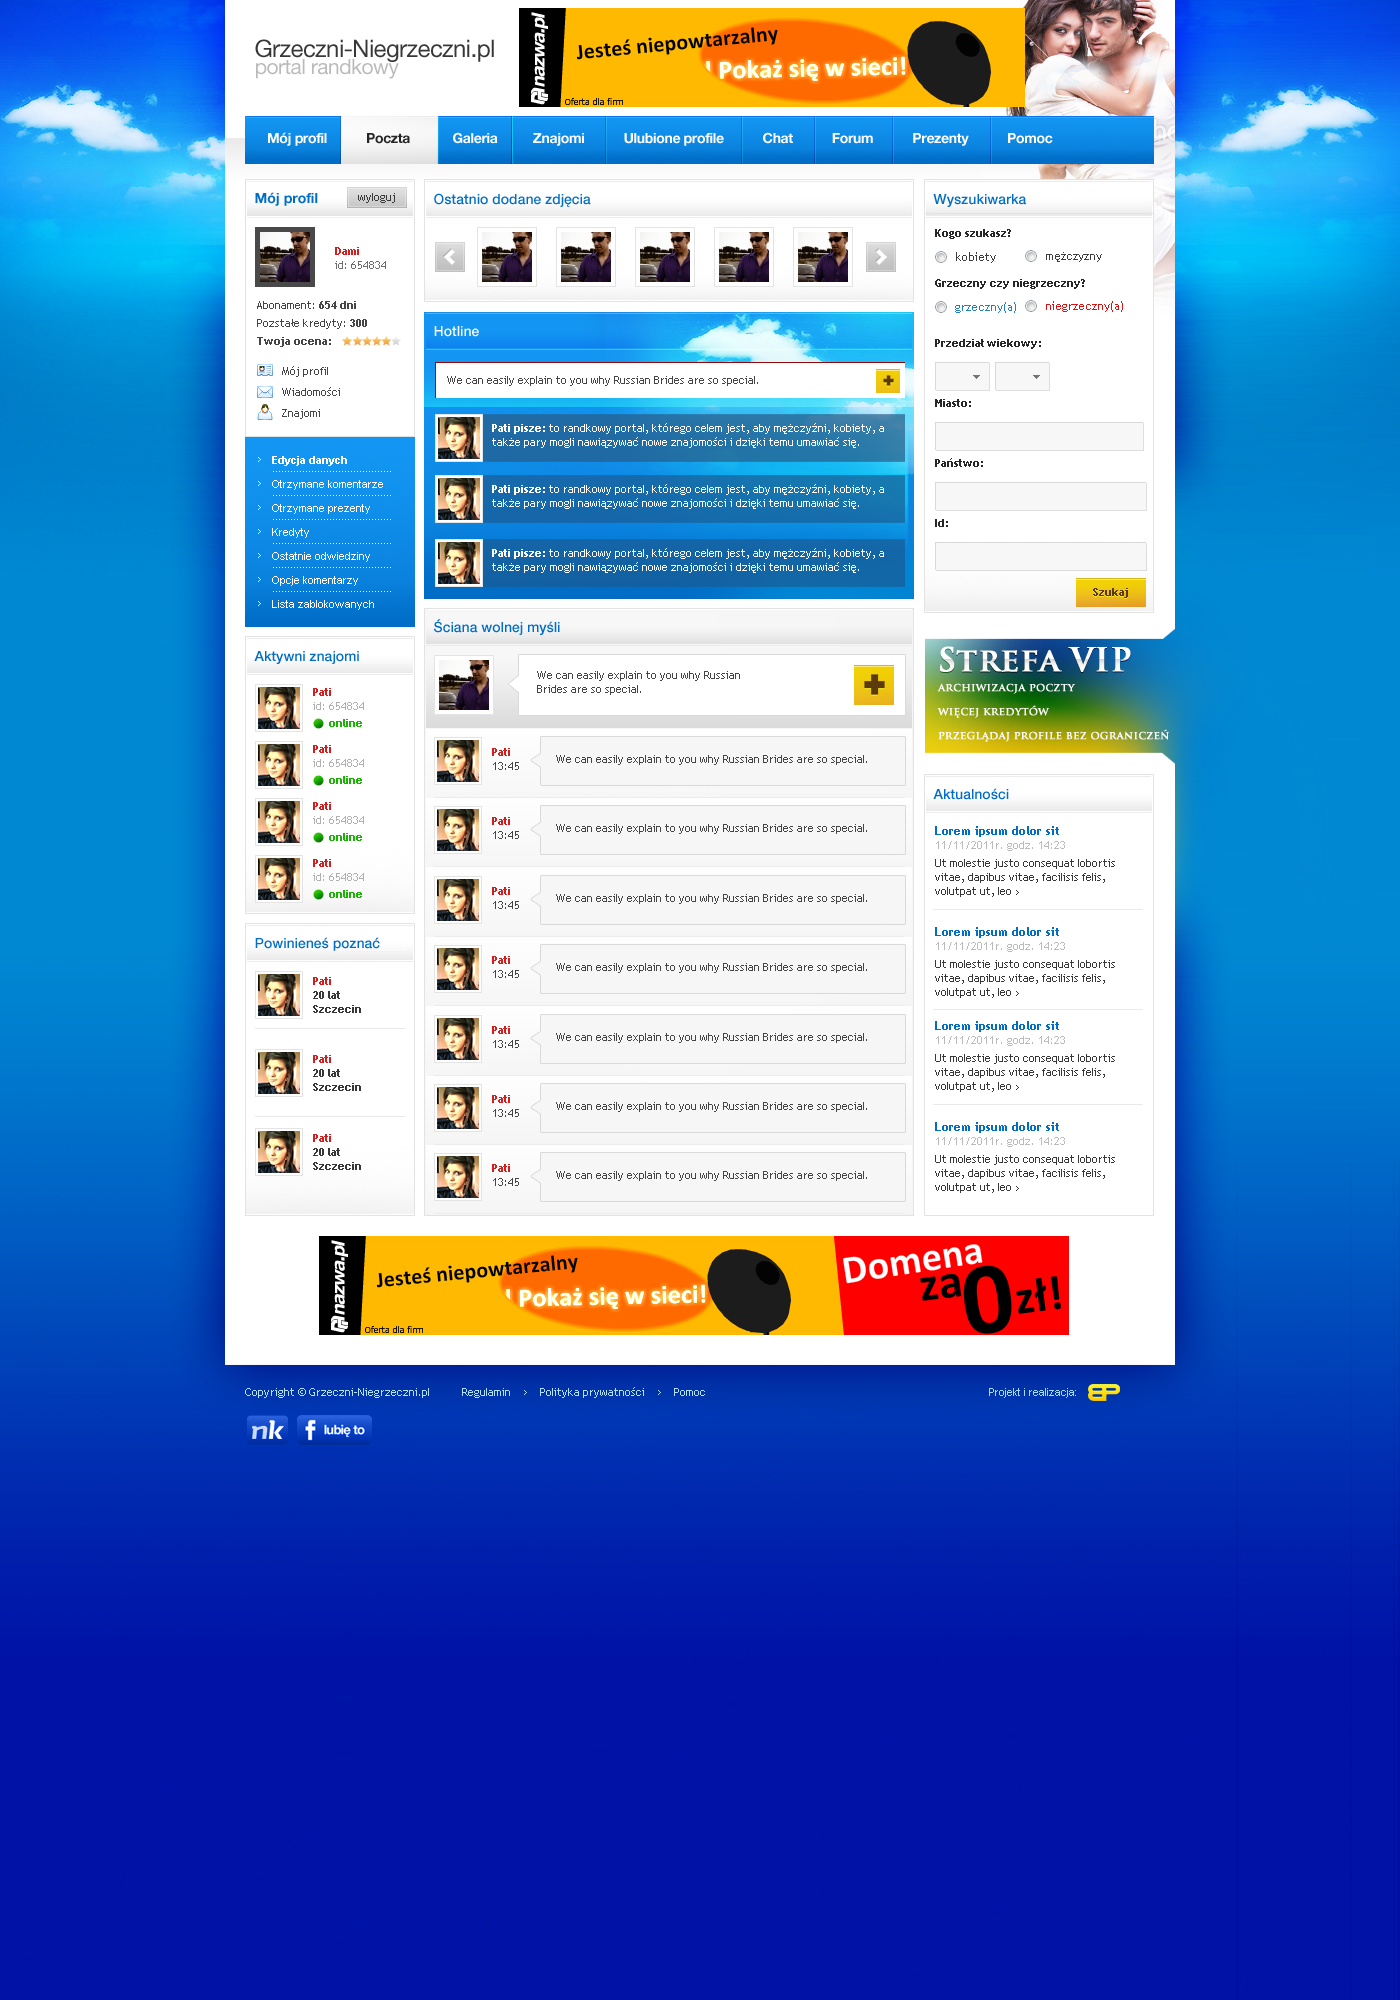 Grzeczni-Niegrzeczni.pl
portal randkowy
nazwa.pl
Jesteś niepowtarzalny
! Pokaż się w sieci!
Oferta dla firm
Mój profil
Poczta
Galeria
Znajomi
Ulubione profile
Chat
Forum
Prezenty
Pomoc
Mój profil
wyloguj
Dami
id: 654834
Abonament: 654 dni
Pozstałe kredyty: 300
Twoja ocena:
Mój profil
Wiadomości
Znajomi
Edycja danych
Otrzymane komentarze
Otrzymane prezenty
Kredyty
Ostatnie odwiedziny
Opcje komentarzy
Lista zablokowanych
Aktywni znajomi
Pati
id: 654834
online
Pati
id: 654834
online
Pati
id: 654834
online
Pati
id: 654834
online
Powinieneś poznać
Pati
20 lat
Szczecin
Pati
20 lat
Szczecin
Pati
20 lat
Szczecin
Ostatnio dodane zdjęcia
Hotline
We can easily explain to you why Russian Brides are so special.
Pati pisze: to randkowy portal, którego celem jest, aby mężczyźni, kobiety, a
także pary mogli nawiązywać nowe znajomości i dzięki temu umawiać się.
Pati pisze: to randkowy portal, którego celem jest, aby mężczyźni, kobiety, a
także pary mogli nawiązywać nowe znajomości i dzięki temu umawiać się.
Pati pisze: to randkowy portal, którego celem jest, aby mężczyźni, kobiety, a
także pary mogli nawiązywać nowe znajomości i dzięki temu umawiać się.
Ściana wolnej myśli
We can easily explain to you why Russian
Brides are so special.
Pati
13:45
We can easily explain to you why Russian Brides are so special.
Pati
13:45
We can easily explain to you why Russian Brides are so special.
Pati
13:45
We can easily explain to you why Russian Brides are so special.
Pati
13:45
We can easily explain to you why Russian Brides are so special.
Pati
13:45
We can easily explain to you why Russian Brides are so special.
Pati
13:45
We can easily explain to you why Russian Brides are so special.
Pati
13:45
We can easily explain to you why Russian Brides are so special.
Wyszukiwarka
Kogo szukasz?
kobiety
mężczyzny
Grzeczny czy niegrzeczny?
grzeczny(a)
niegrzeczny(a)
Przedział wiekowy:
Miasto:
Państwo:
Id:
Szukaj
STREFA VIP
ARCHIWIZACJA POCZTY
WIĘCEJ KREDYTÓW
PRZEGLĄDAJ PROFILE BEZ OGRANICZEŃ
Aktualności
Lorem ipsum dolor sit
11/11/2011r. godz. 14:23
Ut molestie justo consequat lobortis
vitae, dapibus vitae, facilisis felis,
volutpat ut, leo ›
Lorem ipsum dolor sit
11/11/2011r. godz. 14:23
Ut molestie justo consequat lobortis
vitae, dapibus vitae, facilisis felis,
volutpat ut, leo ›
Lorem ipsum dolor sit
11/11/2011r. godz. 14:23
Ut molestie justo consequat lobortis
vitae, dapibus vitae, facilisis felis,
volutpat ut, leo ›
Lorem ipsum dolor sit
11/11/2011r. godz. 14:23
Ut molestie justo consequat lobortis
vitae, dapibus vitae, facilisis felis,
volutpat ut, leo ›
nazwa.pl
Jesteś niepowtarzalny
! Pokaż się w sieci!
Oferta dla firm
Domena
za 0 zł!
Copyright © Grzeczni-Niegrzeczni.pl
Regulamin › Polityka prywatności › Pomoc
Projekt i realizacja:
nk
f lubię to